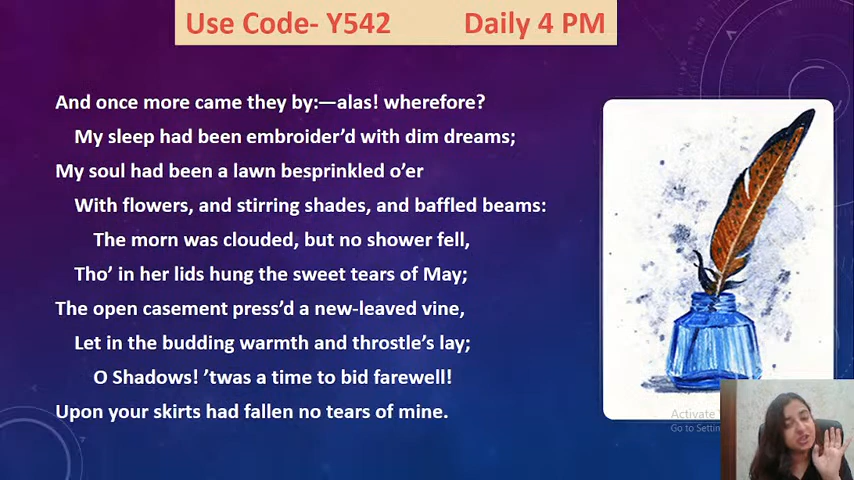 Use Code- Y542 Daily 4 PM
And once more came they by:—alas! wherefore?
My sleep had been embroider’d with dim dreams;
My soul had been a lawn besprinkled o’er
With flowers, and stirring shades, and baffled beams:
The morn was clouded, but no shower fell,
Tho’ in her lids hung the sweet tears of May;
The open casement press’d a new-leaved vine,
Let in the budding warmth and throstle’s lay;
O Shadows! ’twas a time to bid farewell!
Upon your skirts had fallen no tears of mine.
Activate
Go to Settin